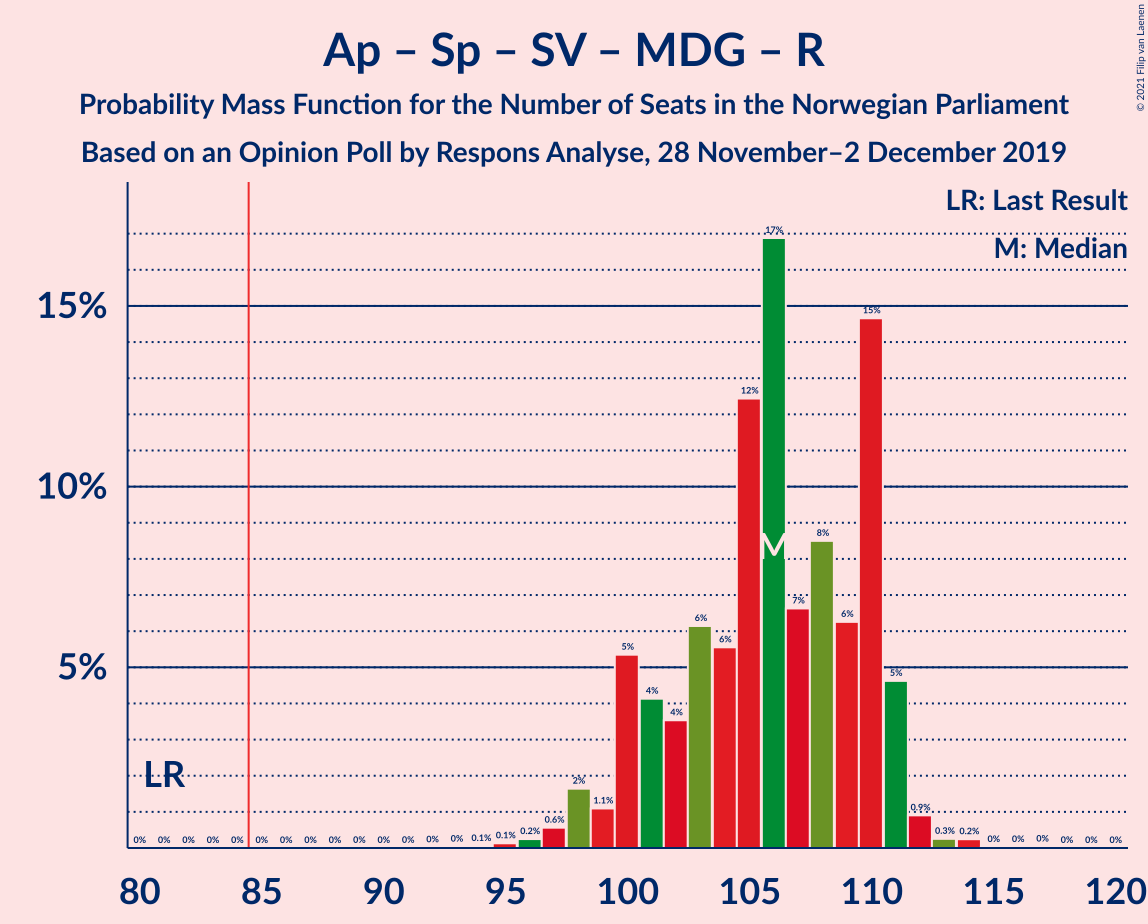 Ap – Sp – SV – MDG – R
Probability Mass Function for the Number of Seats in the Norwegian Parliament
Based on an Opinion Poll by Respons Analyse, 28 November–2 December 2019
© 2021 Filip van Laenen
LR: Last Result
M: Median
15%
10%
5%
LR
M
0% 0% 0% 0% 0% 0% 0% 0% 0% 0% 0% 0% 0% 0% 0.1% 0.1% 0.2% 0.6% 2% 1.1% 5% 4% 4% 6% 6% 12% 17% 7% 8% 6% 15% 5% 0.9% 0.3% 0.2% 0% 0% 0% 0% 0% 0%
80 85 90 95 100 105 110 115 120